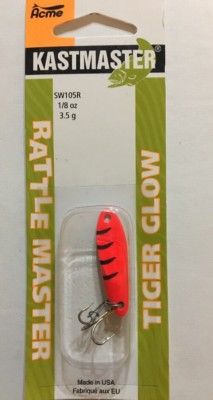 Acme
KASTMASTER
SW105R
1/8 oz
3.5 g
RATTLE MASTER
TIGER GLOW
Made in USA
Fabriqué aux EU